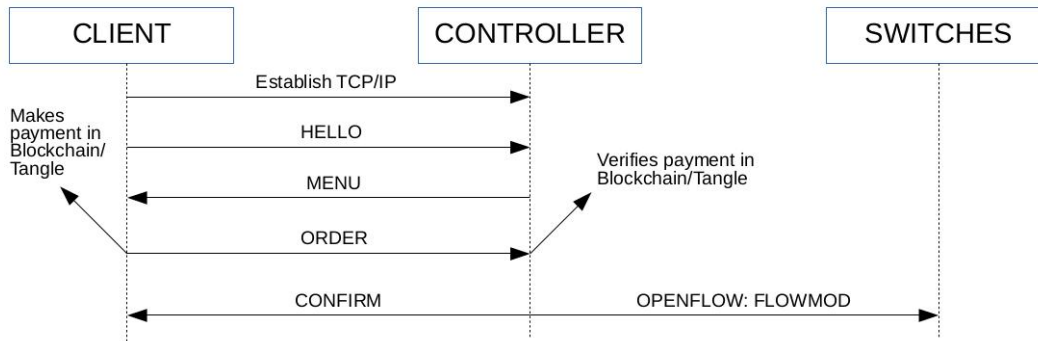 CLIENT
CONTROLLER
SWITCHES
Establish TCP/IP
Makes
payment in
Blockchain/
Tangle
HELLO
Verifies payment in
Blockchain/Tangle
MENU
ORDER
CONFIRM
OPENFLOW: FLOWMOD